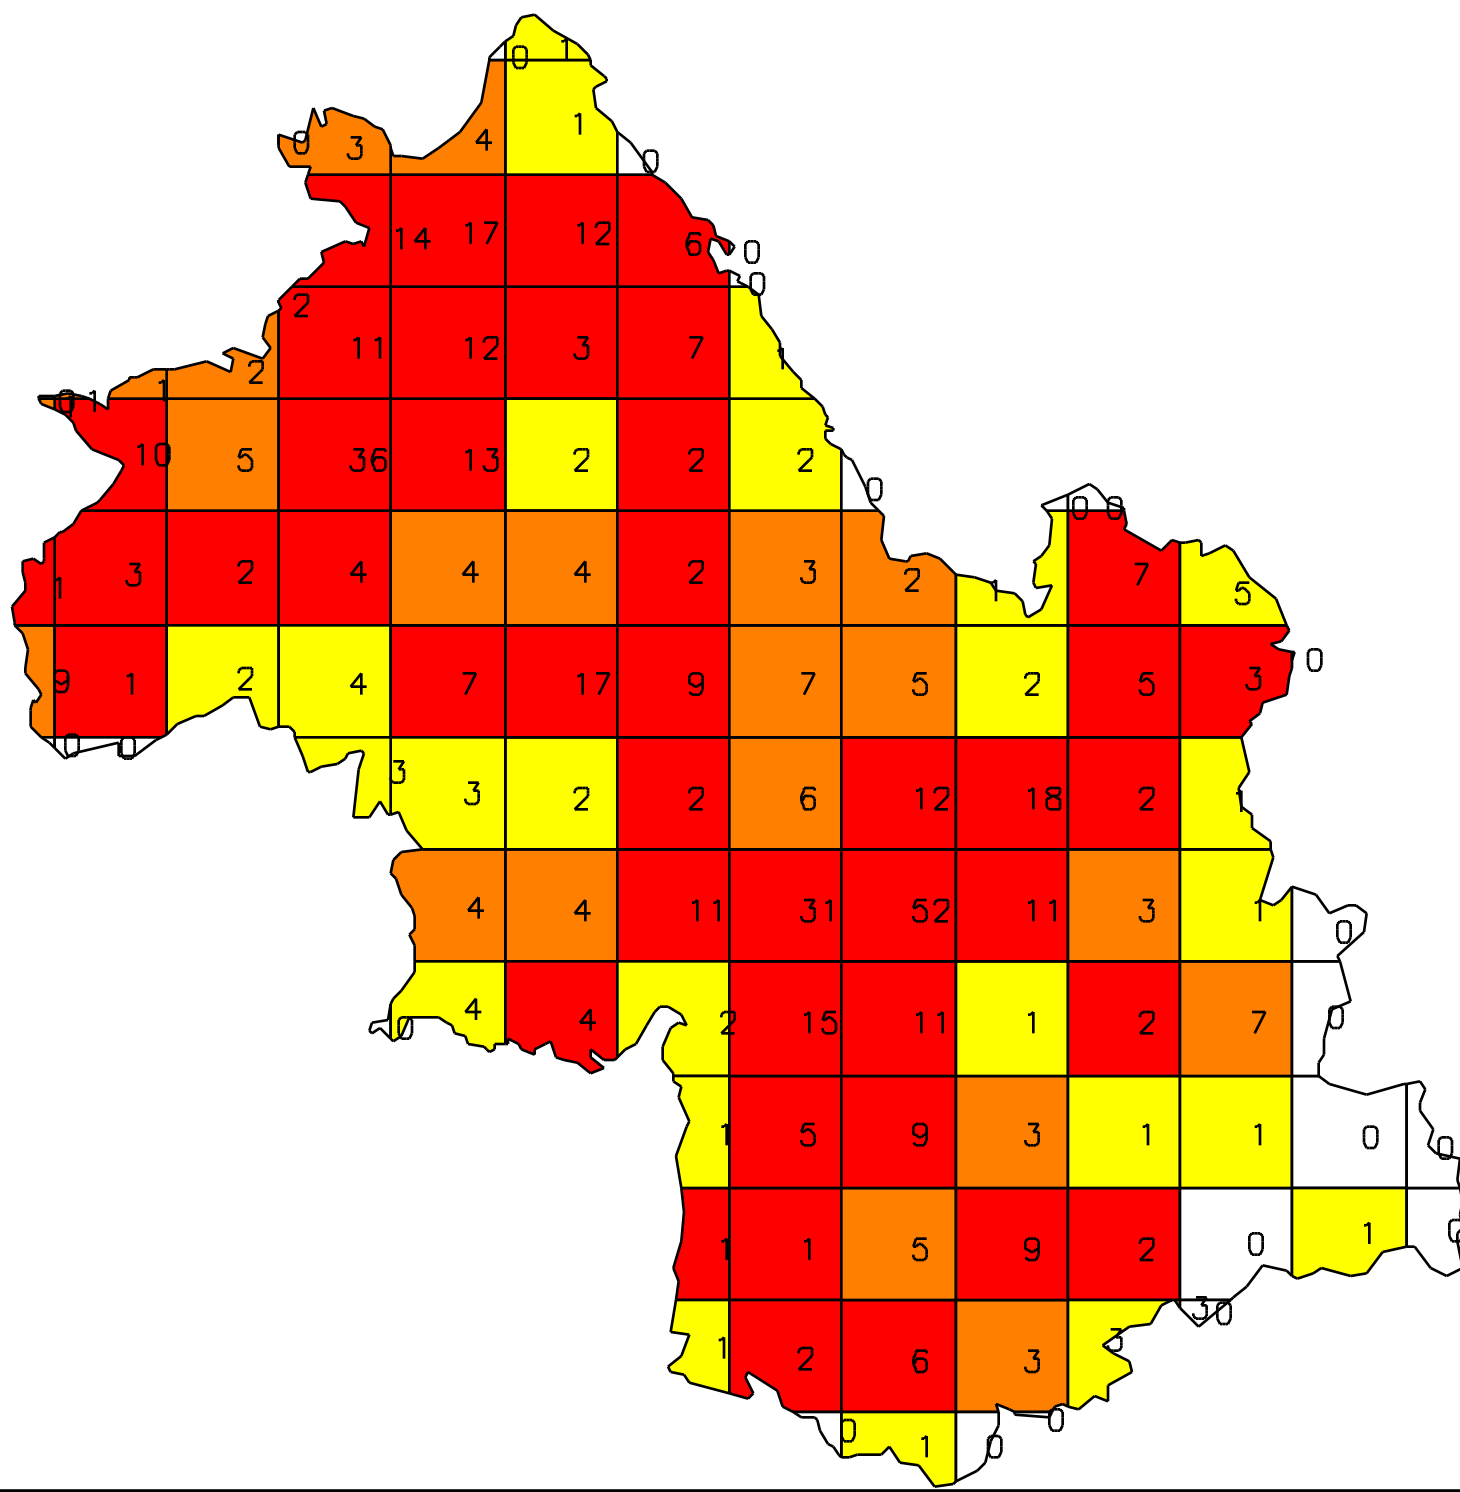 0 1
0 3 4 1 0
14 17 12 6 0
0
2
11 12 3 7 1
1 2
0 1
10 5 36 13 2 2 2 0
0 0
1 3 2 4 4 4 2 3 2 1 7 5
9 1 2 4 7 17 9 7 5 2 5 3 0
0 0
3 3 2 2 6 12 18 2 1
4 4 11 31 52 11 3 1 0
0 4 4 2 15 11 1 2 7 0
1 5 9 3 1 1 0 0
1 1 5 9 2 0 1 0
3 0
1 2 6 3 3
0 1 0 0